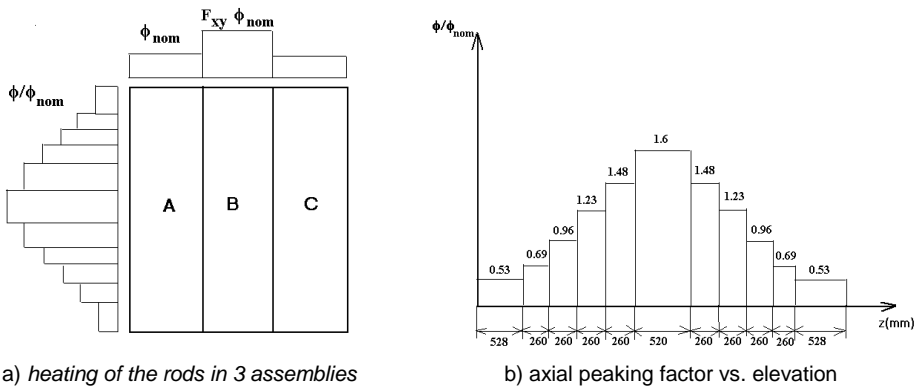 F_xy ϕ_nom
ϕ_nom
ϕ/ϕ_nom
A B C
a) heating of the rods in 3 assemblies
ϕ/ϕ_nom
1.6
1.48 1.48
1.23 1.23
0.96 0.96
0.69 0.69
0.53 0.53
z(mm)
528 260 260 260 260 520 260 260 260 260 528
b) axial peaking factor vs. elevation